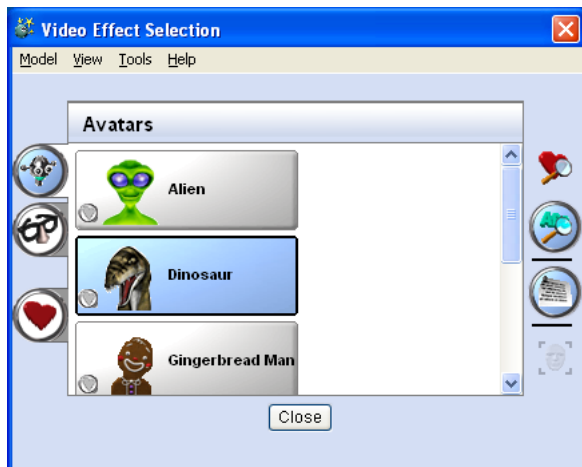 Video Effect Selection
Model View Tools Help
Avatars
Alien
Dinosaur
Gingerbread Man
Close